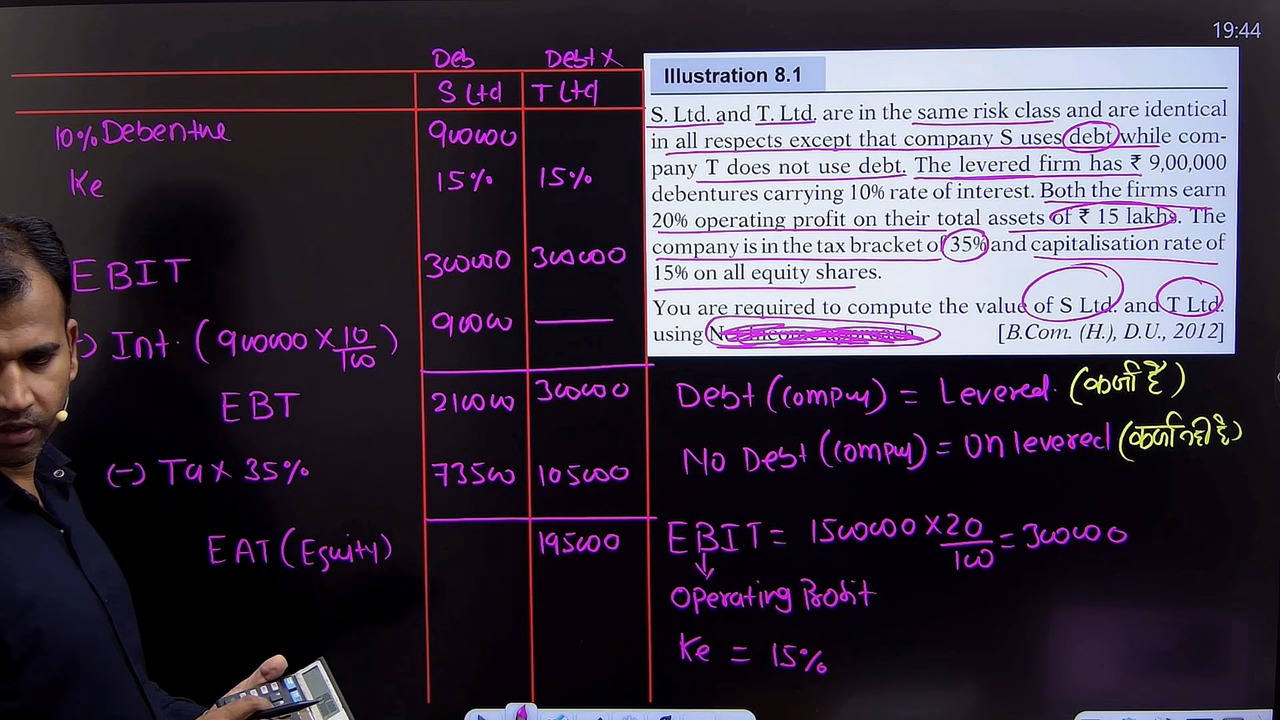 19:44
Deb Debt X
S Ltd T Ltd
10% Debenture 900000
Ke 15% 15%
EBIT 300000 300000
(-) Int. (900000 × 10/100) 90000 —
EBT 210000 300000
(-) Tax 35% 73500 105000
EAT (Equity) 195000
Illustration 8.1
S. Ltd. and T. Ltd. are in the same risk class and are identical
in all respects except that company S uses debt while com-
pany T does not use debt. The levered firm has ₹ 9,00,000
debentures carrying 10% rate of interest. Both the firms earn
20% operating profit on their total assets of ₹ 15 lakhs. The
company is in the tax bracket of 35% and capitalisation rate of
15% on all equity shares.
You are required to compute the value of S Ltd. and T Ltd.
using [B.Com. (H.), D.U., 2012]
Debt (Compny) = Levered. (कर्जा है)
No Debt (Compny) = Un levered (कर्जा नही है)
EBIT = 1500000 × 20/100 = 300000
↓
Operating Profit
Ke = 15%